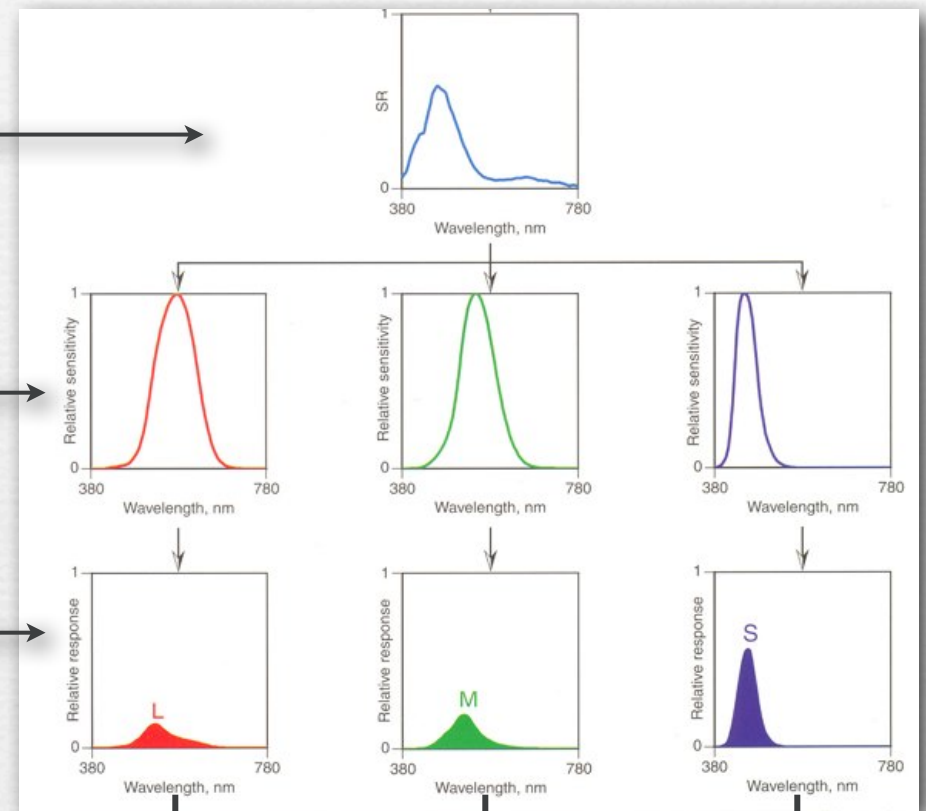 1
SR
0
380 780
Wavelength, nm
1 1 1
Relative sensitivity Relative sensitivity Relative sensitivity
0 0 0
380 780 380 780 380 780
Wavelength, nm Wavelength, nm Wavelength, nm
1 1 1
Relative response Relative response Relative response
L M S
0 0 0
380 780 380 780 380 780
Wavelength, nm Wavelength, nm Wavelength, nm